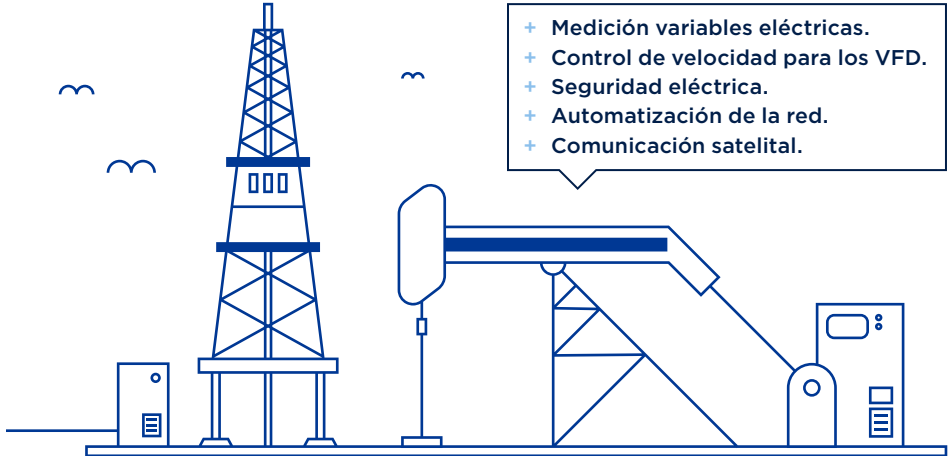 + Medición variables eléctricas.
+ Control de velocidad para los VFD.
+ Seguridad eléctrica.
+ Automatización de la red.
+ Comunicación satelital.